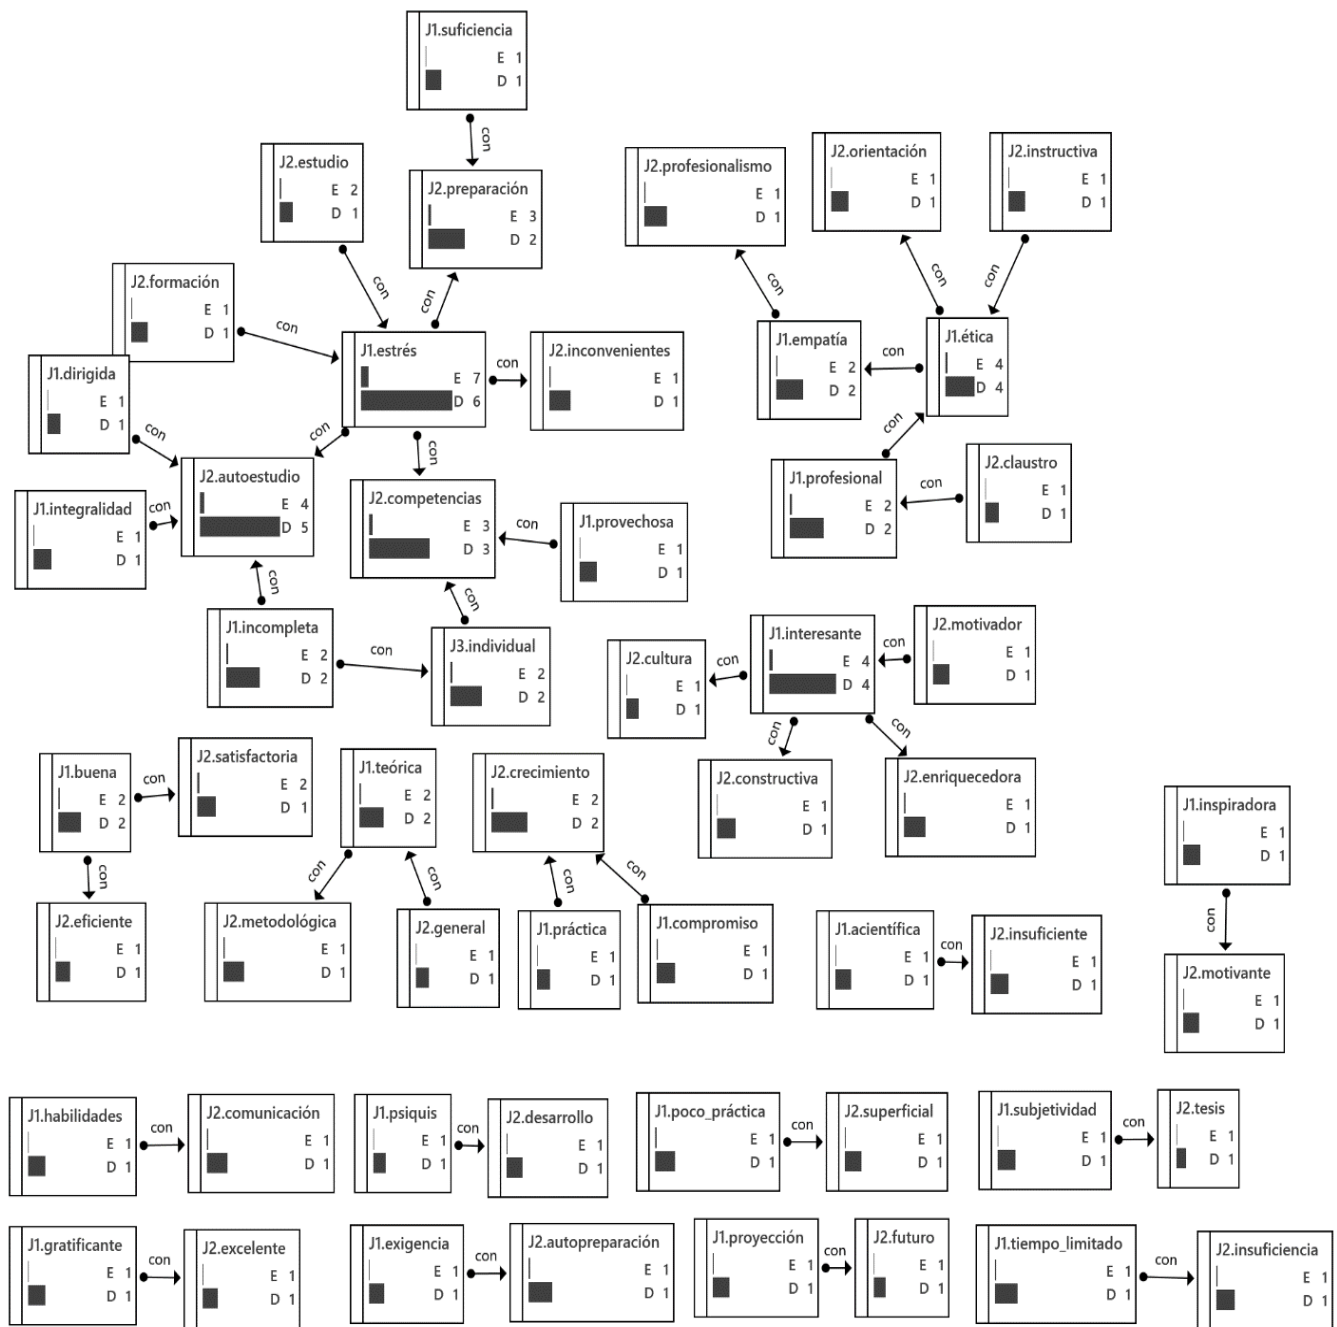 J1.suficiencia
E 1
D 1
con
J2.estudio
E 2
D 1
con
J2.preparación
E 3
D 2
con
J2.formación
E 1
D 1
con
J1.dirigida
E 1
D 1
con
J1.estrés
E 7
D 6
con
J2.inconvenientes
E 1
D 1
con
con
J1.integralidad
E 1
D 1
con
J2.autoestudio
E 4
D 5
con
J2.competencias
E 3
D 3
con
J1.provechosa
E 1
D 1
con
J1.incompleta
E 2
D 2
con
J3.individual
E 2
D 2
J2.profesionalismo
E 1
D 1
con
J2.orientación
E 1
D 1
con
J2.instructiva
E 1
D 1
con
J1.empatía
E 2
D 2
con
J1.ética
E 4
D 4
con
J1.profesional
E 2
D 2
con
J2.claustro
E 1
D 1
J2.cultura
E 1
D 1
con
J1.interesante
E 4
D 4
con
J2.motivador
E 1
D 1
con
con
J2.constructiva
E 1
D 1
J2.enriquecedora
E 1
D 1
J1.buena
E 2
D 2
con
J2.satisfactoria
E 2
D 1
con
J2.eficiente
E 1
D 1
J1.teórica
E 2
D 2
con
con
J2.metodológica
E 1
D 1
J2.general
E 1
D 1
J2.crecimiento
E 2
D 2
con
con
J1.práctica
E 1
D 1
J1.compromiso
E 1
D 1
J1.acientífica
E 1
D 1
con
J2.insuficiente
E 1
D 1
J1.inspiradora
E 1
D 1
con
J2.motivante
E 1
D 1
J1.habilidades
E 1
D 1
con
J2.comunicación
E 1
D 1
J1.psiquis
E 1
D 1
con
J2.desarrollo
E 1
D 1
J1.poco_práctica
E 1
D 1
con
J2.superficial
E 1
D 1
J1.subjetividad
E 1
D 1
con
J2.tesis
E 1
D 1
J1.gratificante
E 1
D 1
con
J2.excelente
E 1
D 1
J1.exigencia
E 1
D 1
con
J2.autopreparación
E 1
D 1
J1.proyección
E 1
D 1
con
J2.futuro
E 1
D 1
J1.tiempo_limitado
E 1
D 1
con
J2.insuficiencia
E 1
D 1